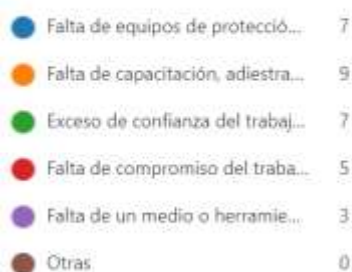 Falta de equipos de protecció... 7
Falta de capacitación, adiestra... 9
Exceso de confianza del trabaj... 7
Falta de compromiso del traba... 5
Falta de un medio o herramie... 3
Otras 0